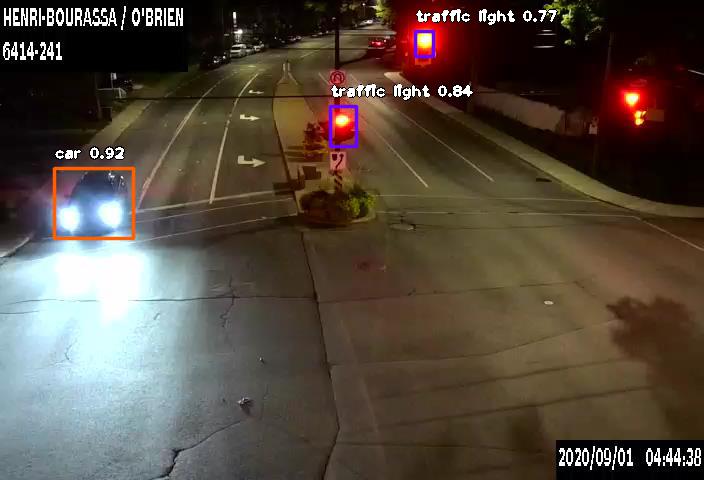 HENRI-BOURASSA / O'BRIEN
6414-241
traffic light 0.77
traffic light 0.84
car 0.92
2020/09/01 04:44:38